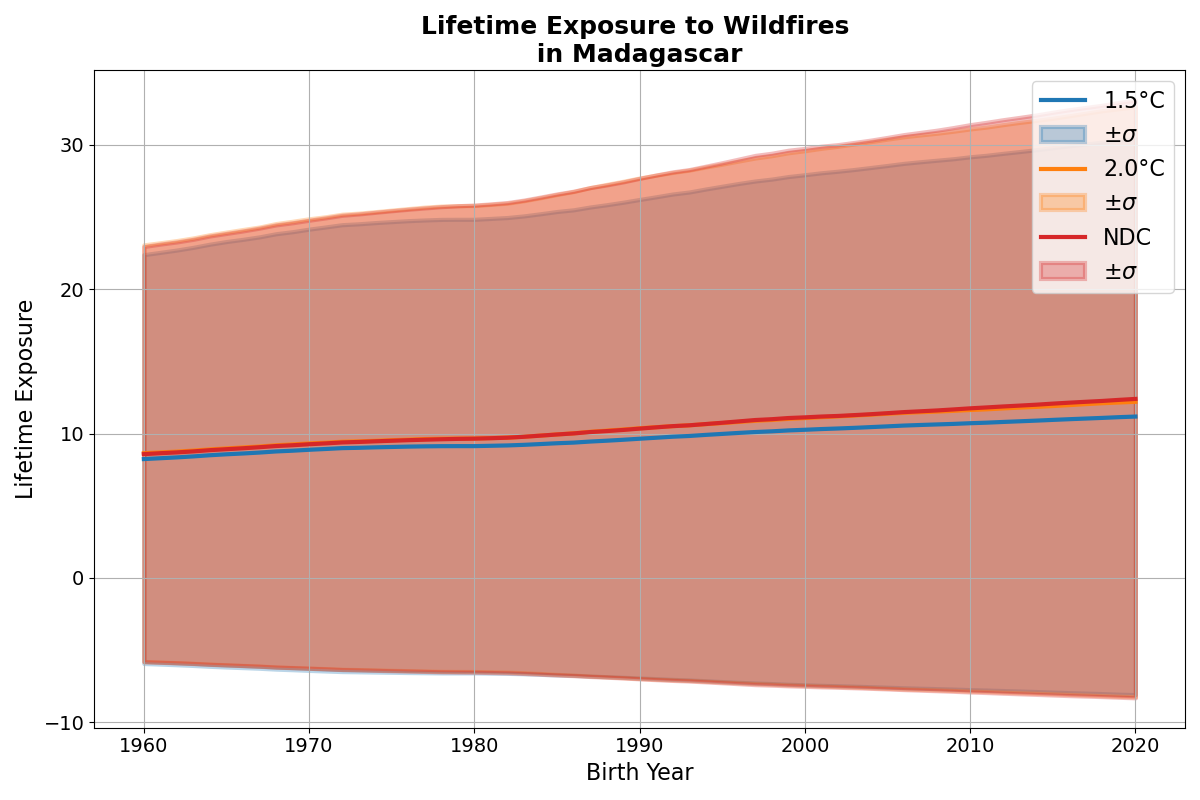 Lifetime Exposure to Wildfires
in Madagascar
1.5°C
±σ
2.0°C
±σ
NDC
±σ
Lifetime Exposure
30
20
10
0
−10
1960 1970 1980 1990 2000 2010 2020
Birth Year